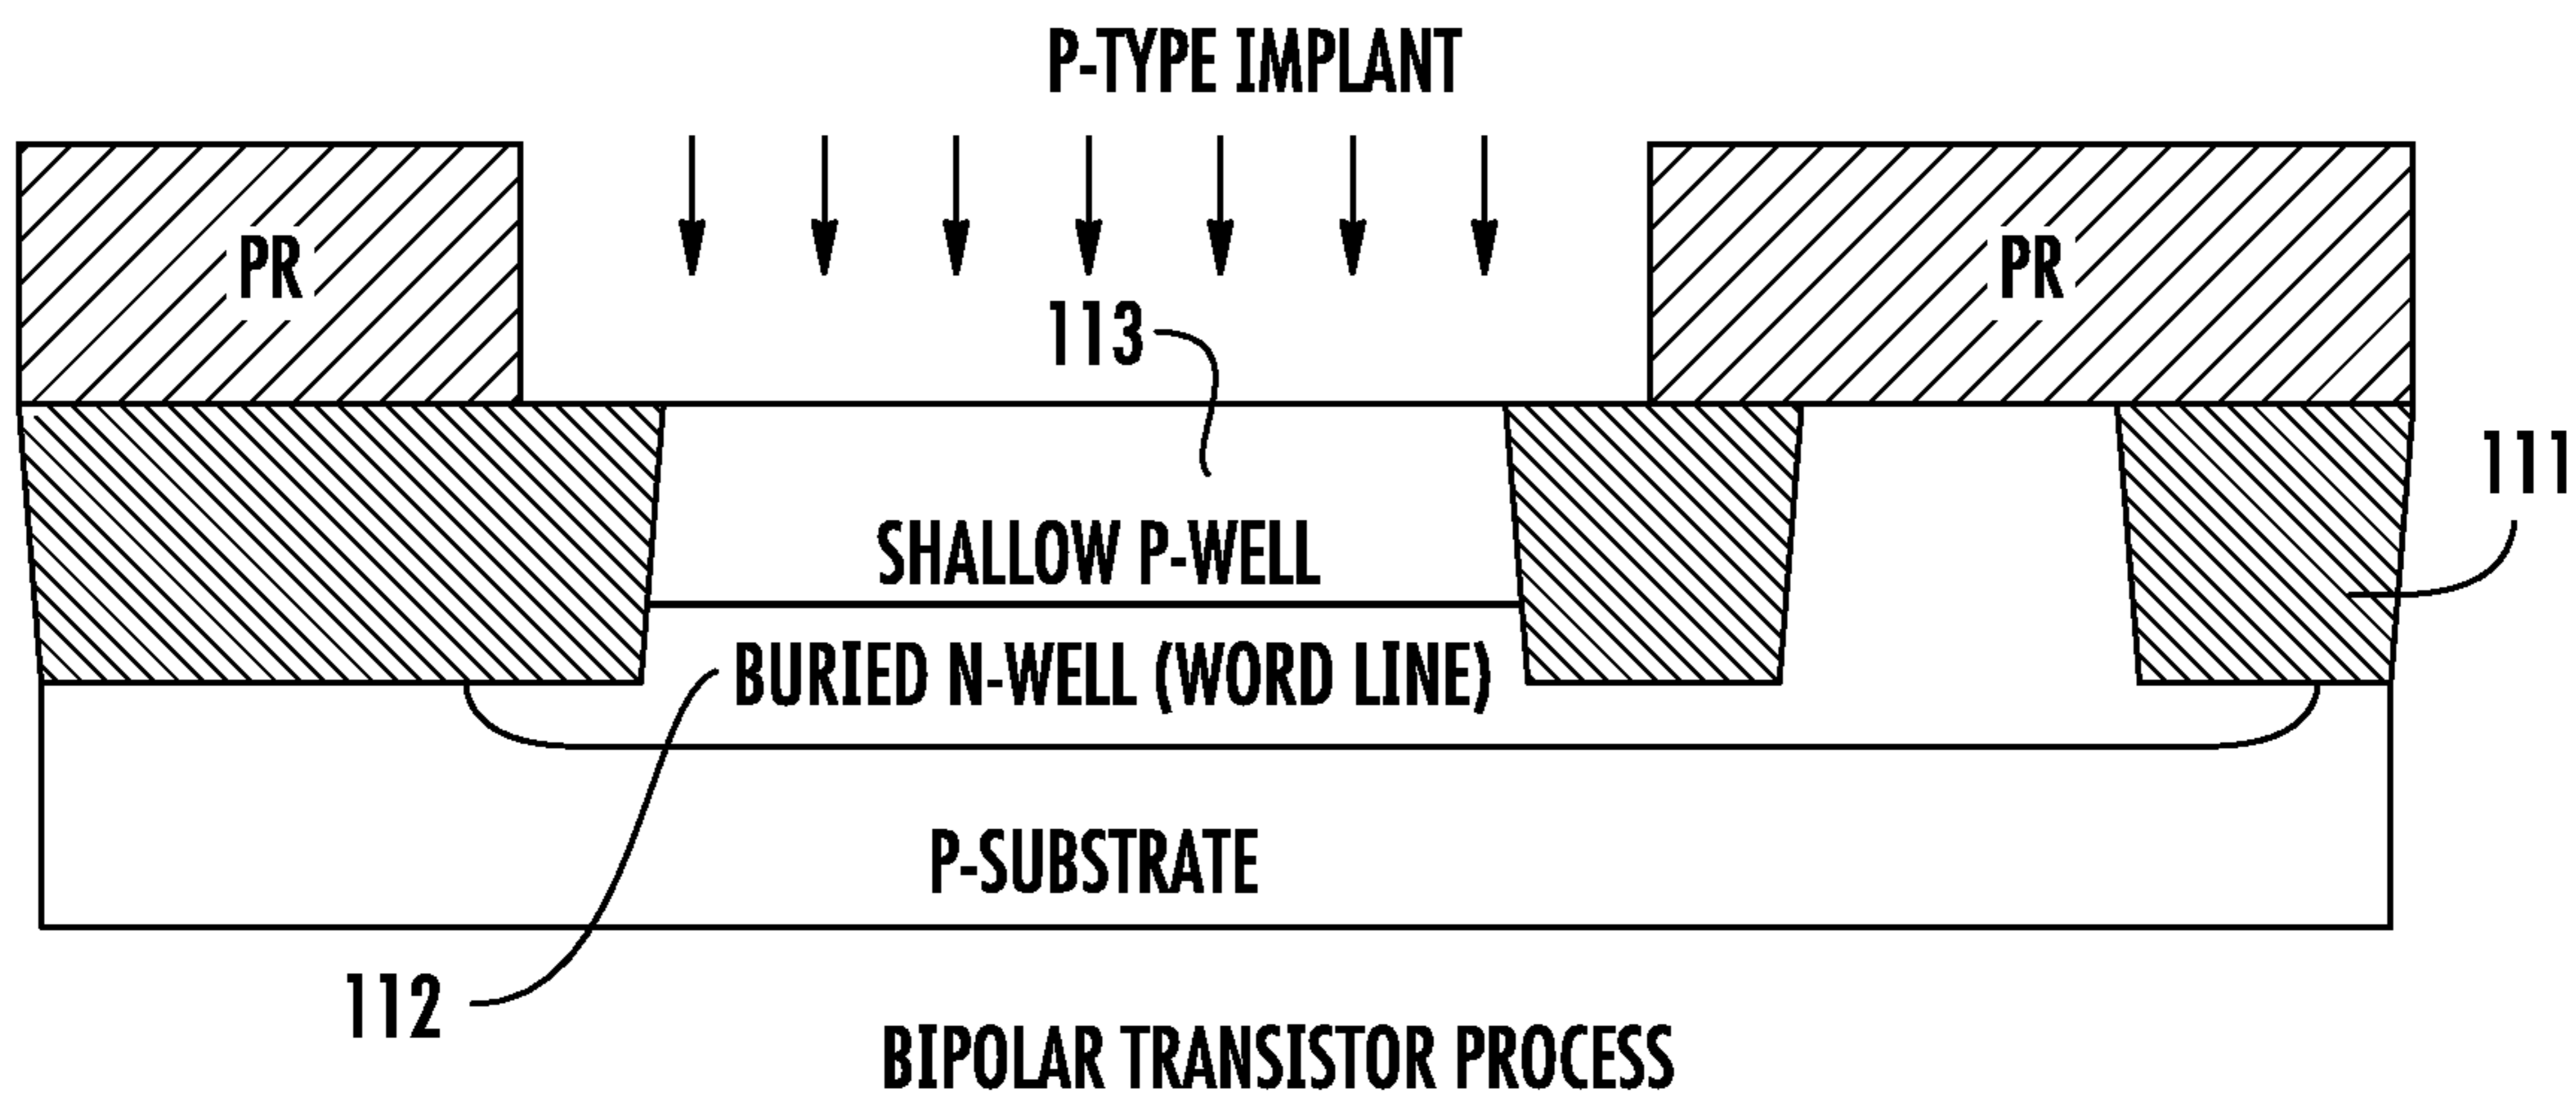 P-TYPE IMPLANT
PR
PR
113
111
SHALLOW P-WELL
BURIED N-WELL (WORD LINE)
P-SUBSTRATE
112
BIPOLAR TRANSISTOR PROCESS